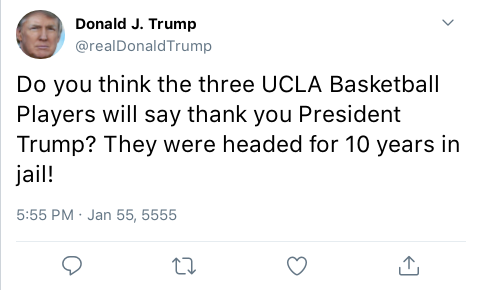 Donald J. Trump
@realDonaldTrump
Do you think the three UCLA Basketball
Players will say thank you President
Trump? They were headed for 10 years in
jail!
5:55 PM · Jan 55, 5555